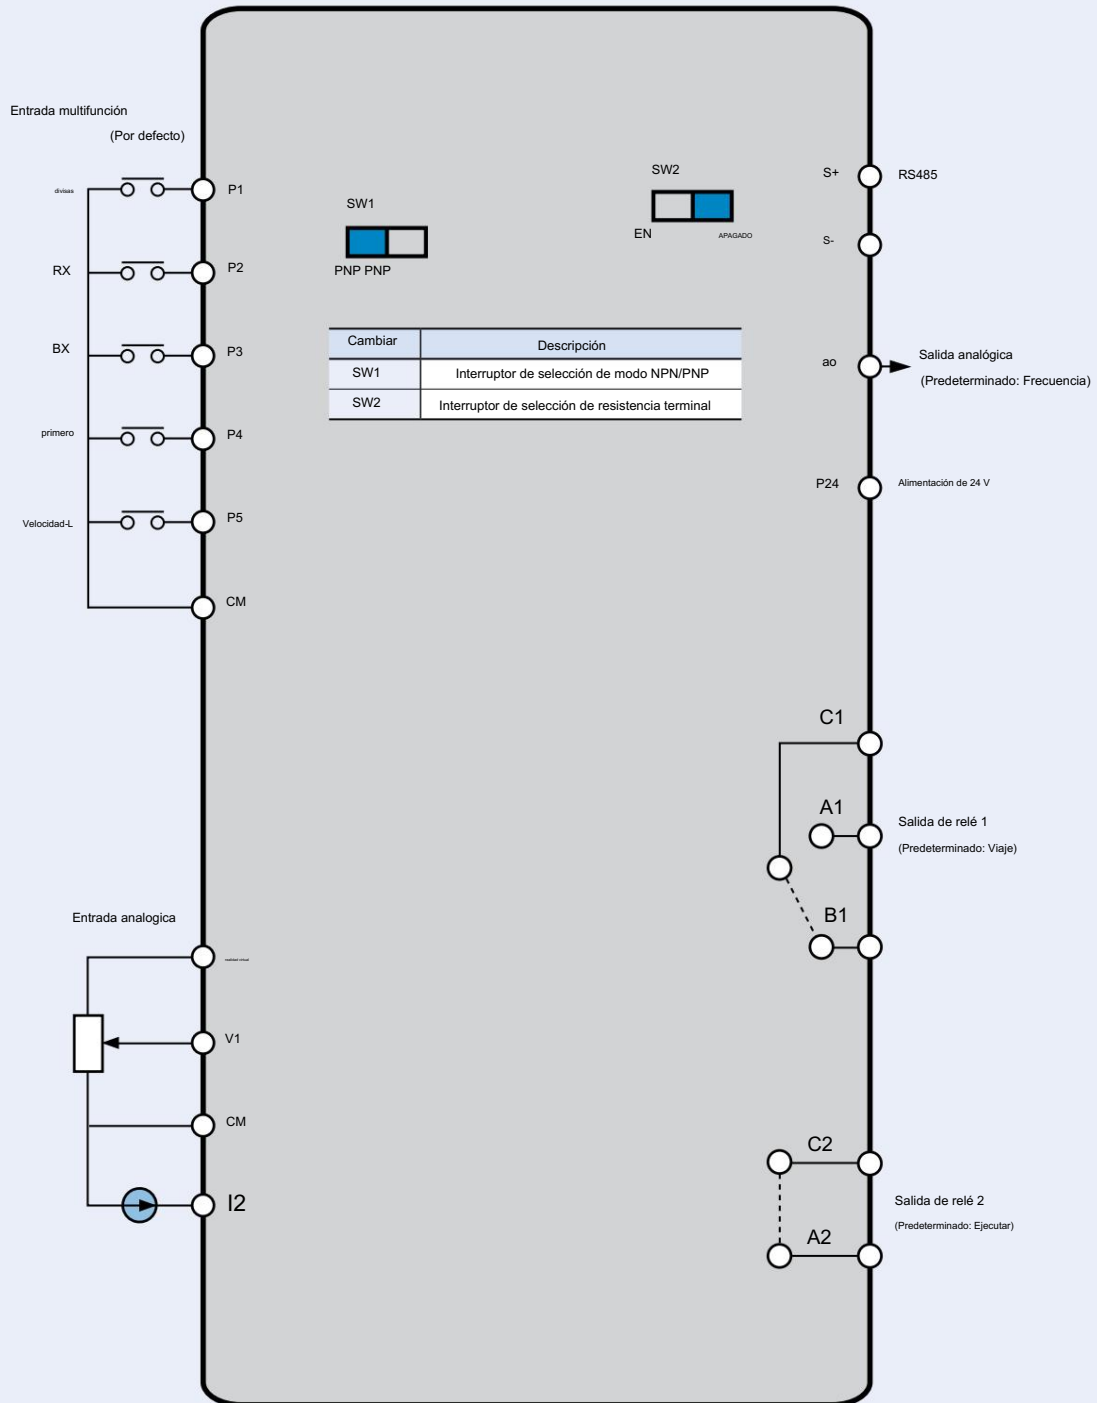 Entrada multifunción
(Por defecto)
divisas
P1
RX
P2
BX
P3
primero
P4
Velocidad-L
P5
CM
SW1
PNP PNP
SW2
EN
APAGADO
Cambiar Descripción
SW1 Interruptor de selección de modo NPN/PNP
SW2 Interruptor de selección de resistencia terminal
S+
RS485
S-
ao
Salida analógica
(Predeterminado: Frecuencia)
P24
Alimentación de 24 V
C1
A1
Salida de relé 1
(Predeterminado: Viaje)
B1
Entrada analogica
realidad virtual
V1
CM
I2
C2
Salida de relé 2
(Predeterminado: Ejecutar)
A2